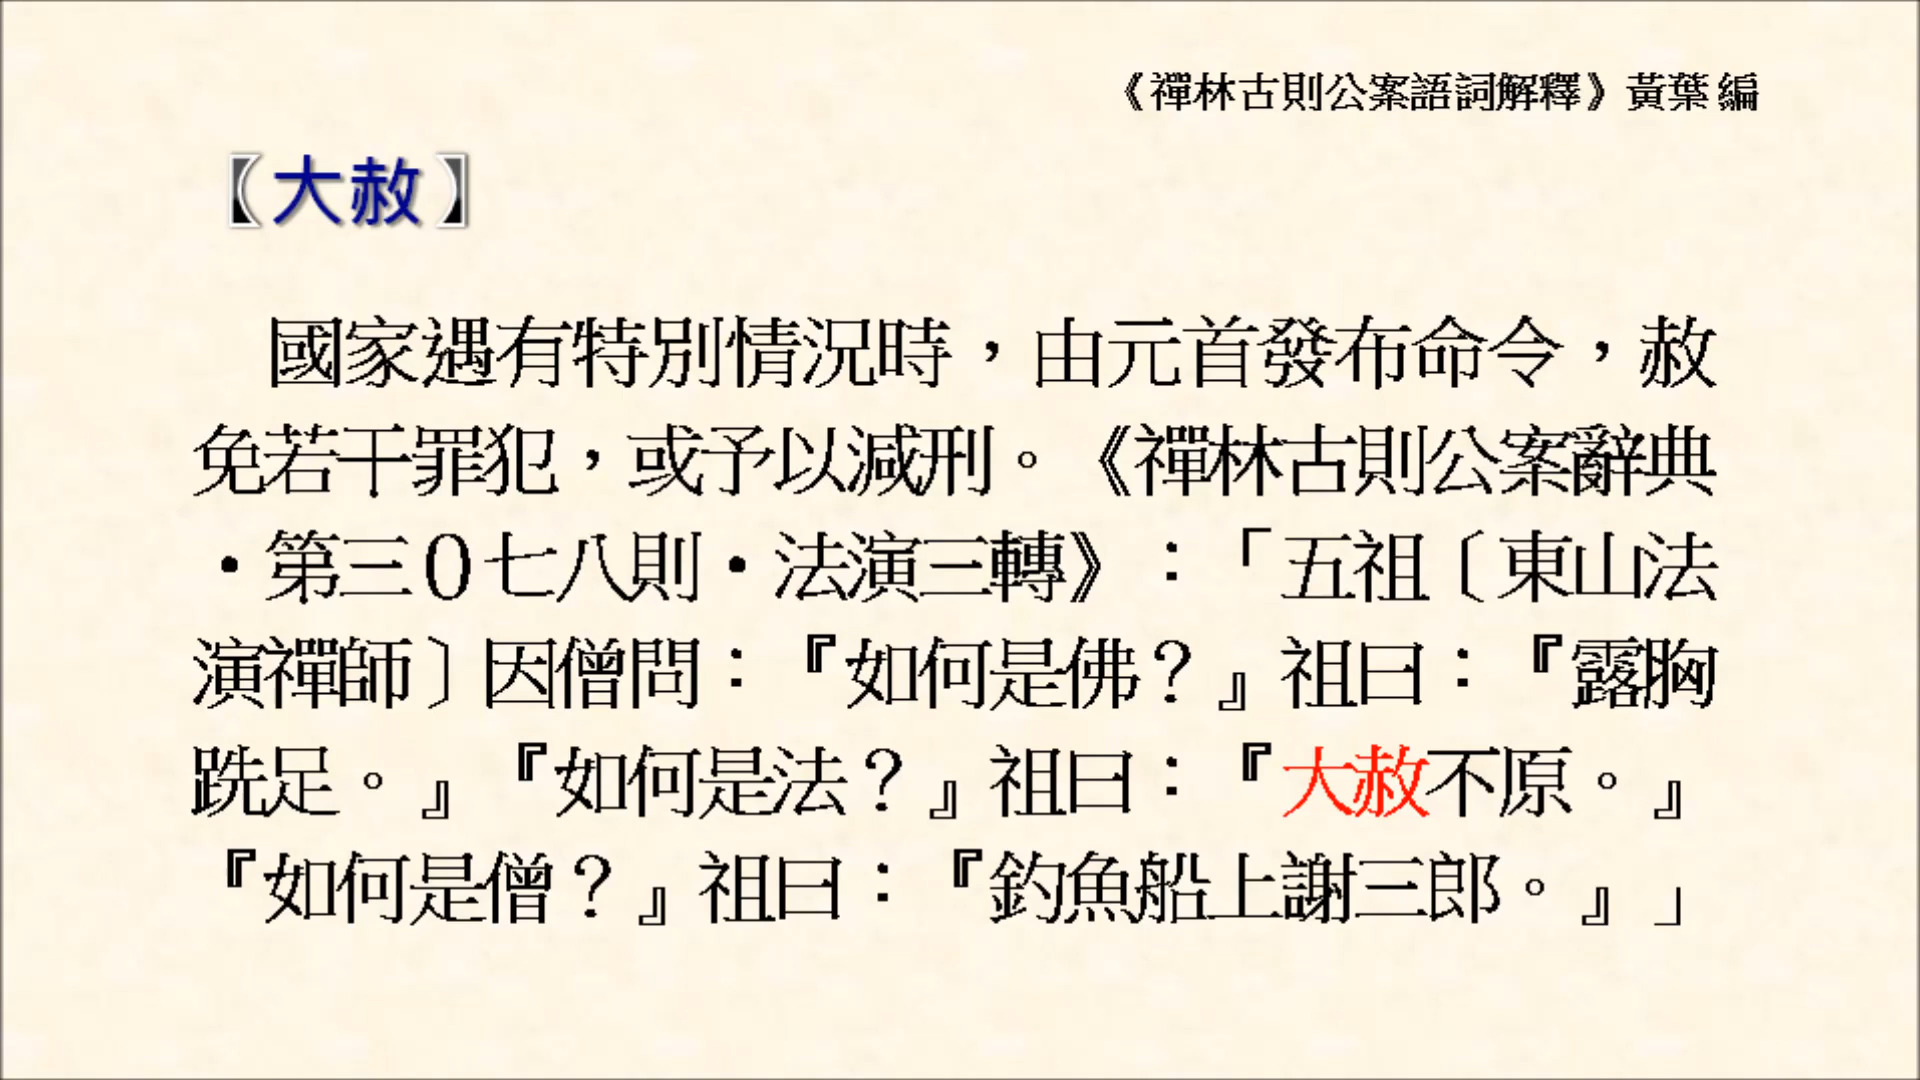 《禪林古則公案語詞解釋》黃葉 編
【大赦】
國家遇有特別情況時，由元首發布命令，赦
免若干罪犯，或予以減刑。《禪林古則公案辭典
•第三０七八則•法演三轉》：「五祖〔東山法
演禪師〕因僧問：『如何是佛？』祖曰：『露胸
跣足。』『如何是法？』祖曰：『大赦不原。』
『如何是僧？』祖曰：『釣魚船上謝三郎。』」